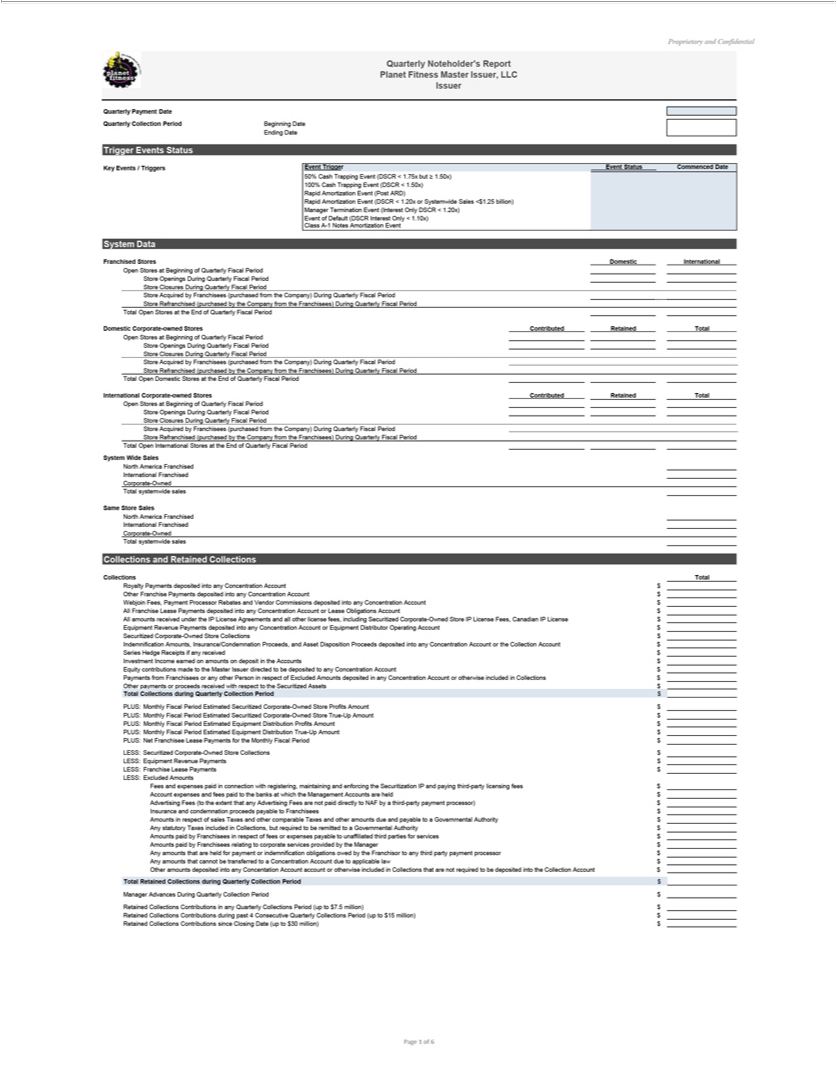 Proprietary and Confidential
planet fitness
Quarterly Noteholder's Report
Planet Fitness Master Issuer, LLC
Issuer
Quarterly Payment Date
Quarterly Collection Period Beginning Date
Ending Date
Trigger Events Status
Key Events / Triggers Event Trigger Event Status Commenced Date
50% Cash Trapping Event (DSCR < 1.75x but ≥ 1.50x)
100% Cash Trapping Event (DSCR < 1.50x)
Rapid Amortization Event (Post ARD)
Rapid Amortization Event (DSCR < 1.20x or Systemwide Sales <$1.25 billion)
Manager Termination Event (Interest Only DSCR < 1.20x)
Event of Default (DSCR Interest Only < 1.10x)
Class A-1 Notes Amortization Event
System Data
Franchised Stores Domestic International
Open Stores at Beginning of Quarterly Fiscal Period
Store Openings During Quarterly Fiscal Period
Store Closures During Quarterly Fiscal Period
Store Acquired by Franchisees (purchased from the Company) During Quarterly Fiscal Period
Store Refranchised (purchased by the Company from the Franchisees) During Quarterly Fiscal Period
Total Open Stores at the End of Quarterly Fiscal Period
Domestic Corporate-owned Stores Contributed Retained Total
Open Stores at Beginning of Quarterly Fiscal Period
Store Openings During Quarterly Fiscal Period
Store Closures During Quarterly Fiscal Period
Store Acquired by Franchisees (purchased from the Company) During Quarterly Fiscal Period
Store Refranchised (purchased by the Company from the Franchisees) During Quarterly Fiscal Period
Total Open Domestic Stores at the End of Quarterly Fiscal Period
International Corporate-owned Stores Contributed Retained Total
Open Stores at Beginning of Quarterly Fiscal Period
Store Openings During Quarterly Fiscal Period
Store Closures During Quarterly Fiscal Period
Store Acquired by Franchisees (purchased from the Company) During Quarterly Fiscal Period
Store Refranchised (purchased by the Company from the Franchisees) During Quarterly Fiscal Period
Total Open International Stores at the End of Quarterly Fiscal Period
System Wide Sales
North America Franchised
International Franchised
Corporate-Owned
Total systemwide sales
Same Store Sales
North America Franchised
International Franchised
Corporate-Owned
Total systemwide sales
Collections and Retained Collections
Collections Total
Royalty Payments deposited into any Concentration Account $
Other Franchise Payments deposited into any Concentration Account $
Webjoin Fees, Payment Processor Rebates and Vendor Commissions deposited into any Concentration Account $
All Franchise Lease Payments deposited into any Concentration Account or Lease Obligations Account $
All amounts received under the IP License Agreements and all other license fees, including Securitized Corporate-Owned Store IP License Fees, Canadian IP License $
Equipment Revenue Payments deposited into any Concentration Account or Equipment Distributor Operating Account $
Securitized Corporate-Owned Store Collections $
Indemnification Amounts, Insurance/Condemnation Proceeds, and Asset Disposition Proceeds deposited into any Concentration Account or the Collection Account $
Series Hedge Receipts if any received $
Investment Income earned on amounts on deposit in the Accounts $
Equity contributions made to the Master Issuer directed to be deposited to any Concentration Account $
Payments from Franchisees or any other Person in respect of Excluded Amounts deposited in any Concentration Account or otherwise included in Collections $
Other payments or proceeds received with respect to the Securitized Assets $
Total Collections during Quarterly Collection Period $
PLUS: Monthly Fiscal Period Estimated Securitized Corporate-Owned Store Profits Amount $
PLUS: Monthly Fiscal Period Estimated Securitized Corporate-Owned Store True-Up Amount $
PLUS: Monthly Fiscal Period Estimated Equipment Distribution Profits Amount $
PLUS: Monthly Fiscal Period Estimated Equipment Distribution True-Up Amount $
PLUS: Net Franchisee Lease Payments for the Monthly Fiscal Period $
LESS: Securitized Corporate-Owned Store Collections $
LESS: Equipment Revenue Payments $
LESS: Franchise Lease Payments $
LESS: Excluded Amounts
Fees and expenses paid in connection with registering, maintaining and enforcing the Securitization IP and paying third-party licensing fees $
Account expenses and fees paid to the banks at which the Management Accounts are held $
Advertising Fees (to the extent that any Advertising Fees are not paid directly to NAF by a third-party payment processor) $
Insurance and condemnation proceeds payable to Franchisees $
Amounts in respect of sales Taxes and other comparable Taxes and other amounts due and payable to a Governmental Authority $
Any statutory Taxes included in Collections, but required to be remitted to a Governmental Authority $
Amounts paid by Franchisees in respect of fees or expenses payable to unaffiliated third parties for services $
Amounts paid by Franchisees relating to corporate services provided by the Manager $
Any amounts that are held for payment or indemnification obligations owed by the Franchisor to any third party payment processor $
Any amounts that cannot be transferred to a Concentration Account due to applicable law $
Other amounts deposited into any Concentation account or otherwise included in Collections that are not required to be deposited into the Collection Account $
Total Retained Collections during Quarterly Collection Period $
Manager Advances During Quarterly Collection Period $
Retained Collections Contributions in any Quarterly Collections Period (up to $7.5 million) $
Retained Collections Contributions during past 4 Consecutive Quarterly Collections Period (up to $15 million) $
Retained Collections Contributions since Closing Date (up to $30 million) $
Page 1 of 6